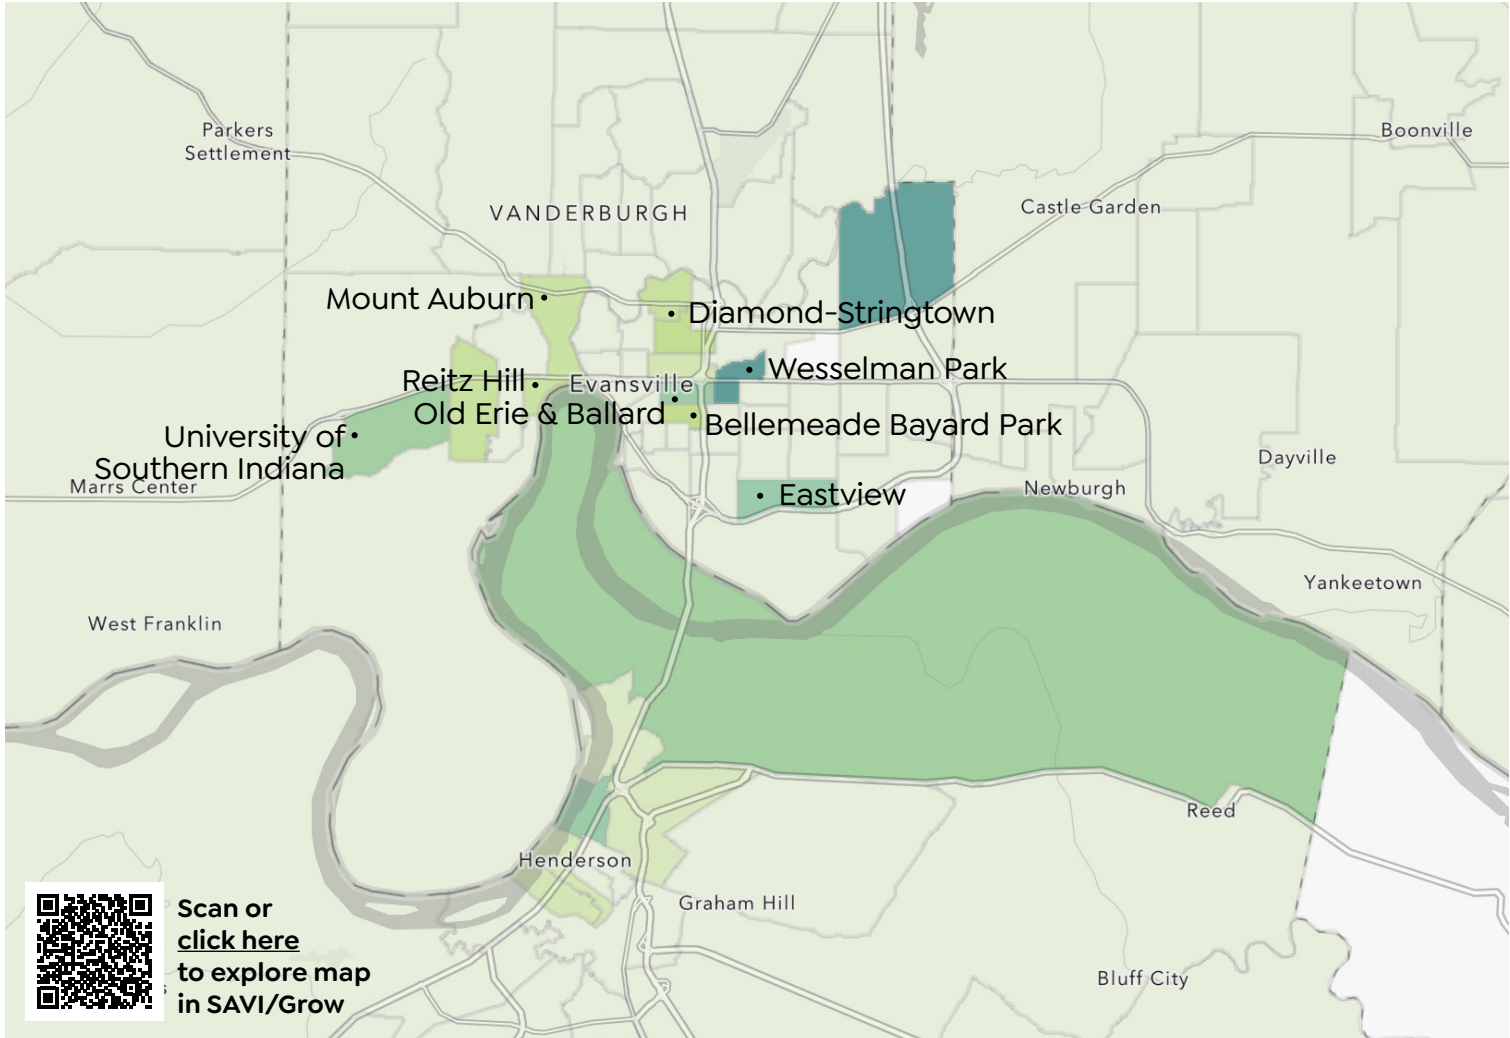 Parkers
Settlement
Boonville
VANDERBURGH
Castle Garden
Mount Auburn
Diamond-Stringtown
Wesselman Park
Reitz Hill
Evansville
Old Erie & Ballard
Bellemeade Bayard Park
University of
Southern Indiana
Marrs Center
Dayville
Eastview
Newburgh
Yankeetown
West Franklin
Reed
Henderson
Graham Hill
Bluff City
Scan or
click here
to explore map
in SAVI/Grow